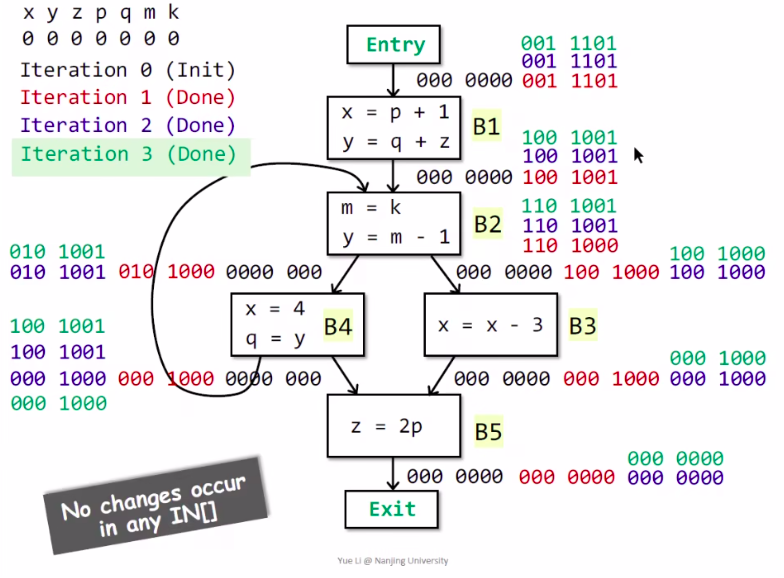 x y z p q m k
0 0 0 0 0 0 0
Iteration 0 (Init)
Iteration 1 (Done)
Iteration 2 (Done)
Iteration 3 (Done)
Entry
001 1101
001 1101
000 0000 001 1101
x = p + 1
y = q + z
B1
100 1001
100 1001
000 0000 100 1001
m = k
y = m - 1
B2
110 1001
110 1001
110 1000
010 1001
010 1001 010 1000 0000 000
100 1000
000 0000 100 1000 100 1000
x = 4
q = y
B4
x = x - 3
B3
100 1001
100 1001
000 1000 000 1000 0000 000
000 1000
000 1000
000 0000 000 1000 000 1000
z = 2p
B5
000 0000
000 0000 000 0000 000 0000
Exit
No changes occur
in any IN[]
Yue Li @ Nanjing University